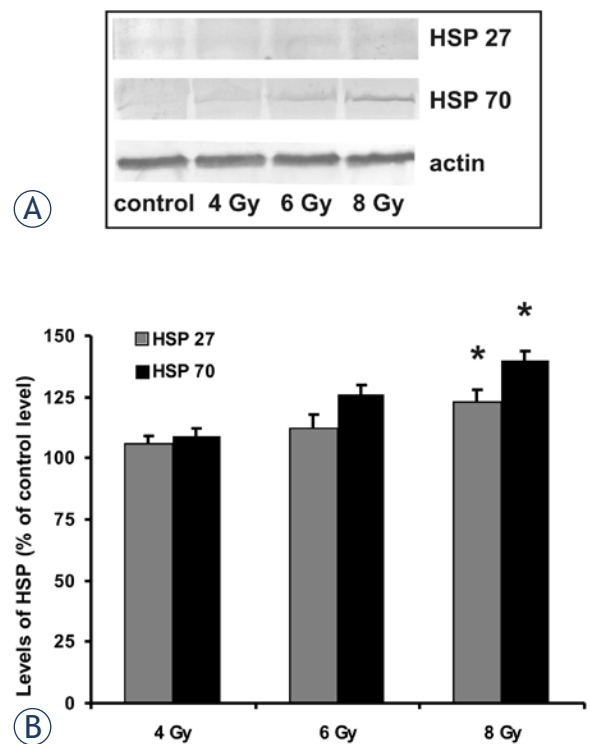 HSP 27
HSP 70
actin
control 4 Gy 6 Gy 8 Gy
A
Levels of HSP (% of control level)
150
125
100
75
50
25
0
HSP 27
HSP 70
*
*
4 Gy 6 Gy 8 Gy
B